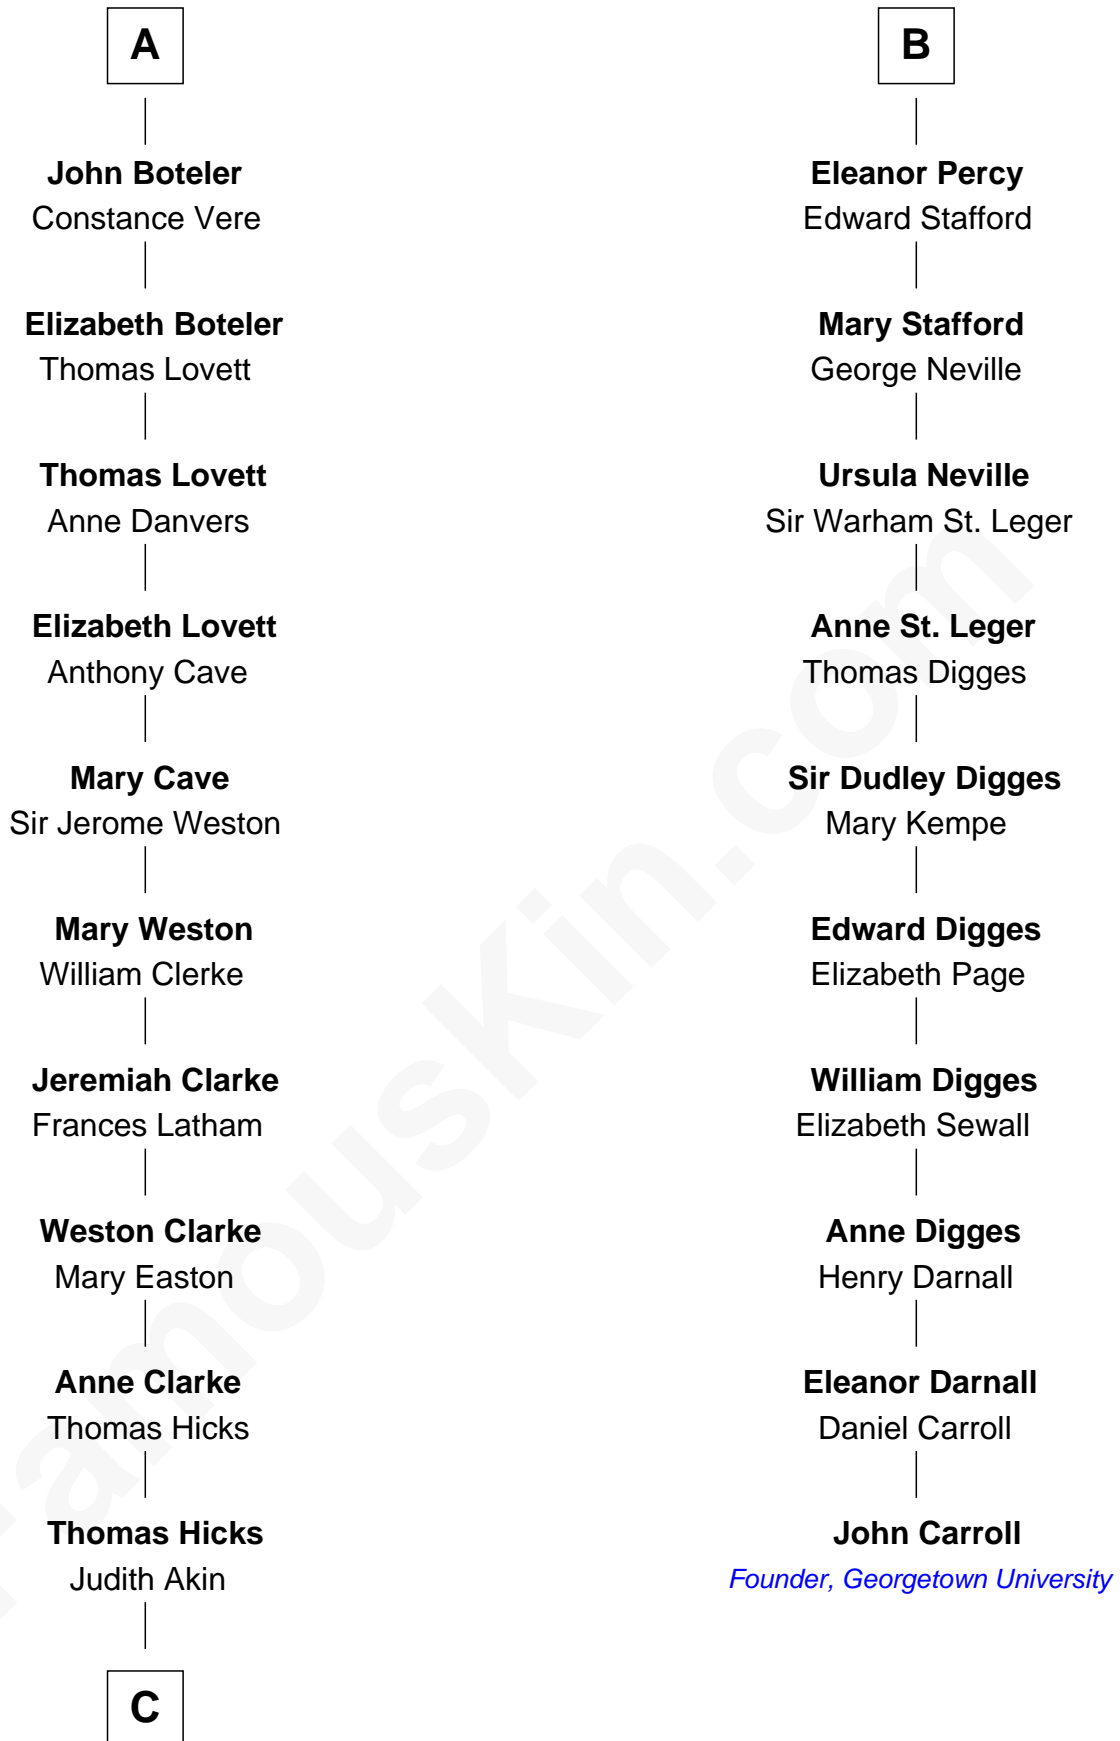 A
John Boteler
Constance Vere
Elizabeth Boteler
Thomas Lovett
Thomas Lovett
Anne Danvers
Elizabeth Lovett
Anthony Cave
Mary Cave
Sir Jerome Weston
Mary Weston
William Clerke
Jeremiah Clarke
Frances Latham
Weston Clarke
Mary Easton
Anne Clarke
Thomas Hicks
Thomas Hicks
Judith Akin
C
B
Eleanor Percy
Edward Stafford
Mary Stafford
George Neville
Ursula Neville
Sir Warham St. Leger
Anne St. Leger
Thomas Digges
Sir Dudley Digges
Mary Kempe
Edward Digges
Elizabeth Page
William Digges
Elizabeth Sewall
Anne Digges
Henry Darnall
Eleanor Darnall
Daniel Carroll
John Carroll
Founder, Georgetown University
FamousKin.com